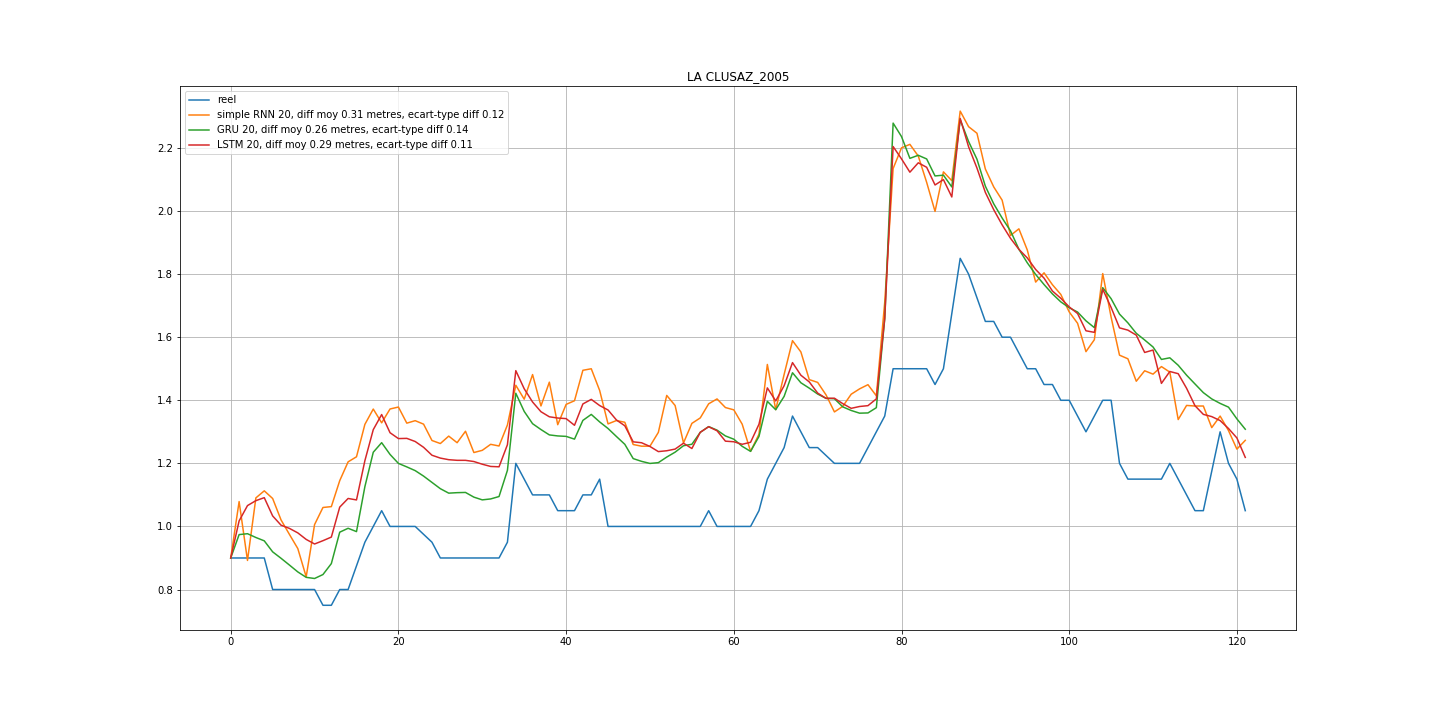 LA CLUSAZ_2005
reel
simple RNN 20, diff moy 0.31 metres, ecart-type diff 0.12
GRU 20, diff moy 0.26 metres, ecart-type diff 0.14
LSTM 20, diff moy 0.29 metres, ecart-type diff 0.11
2.2
2.0
1.8
1.6
1.4
1.2
1.0
0.8
0 20 40 60 80 100 120